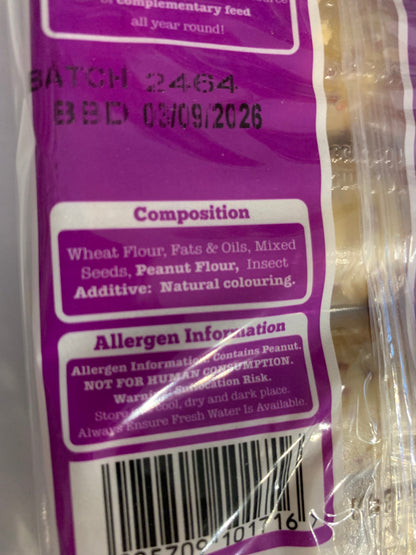 source
of complementary feed
all year round!
BATCH 2464
BBD 03/09/2026
Composition
Wheat Flour, Fats & Oils, Mixed
Seeds, Peanut Flour, Insect
Additive: Natural colouring.
Allergen Information
Allergen Information: Contains Peanut.
NOT FOR HUMAN CONSUMPTION.
Warning: Suffocation Risk.
Store in a cool, dry and dark place.
Always Ensure Fresh Water Is Available.